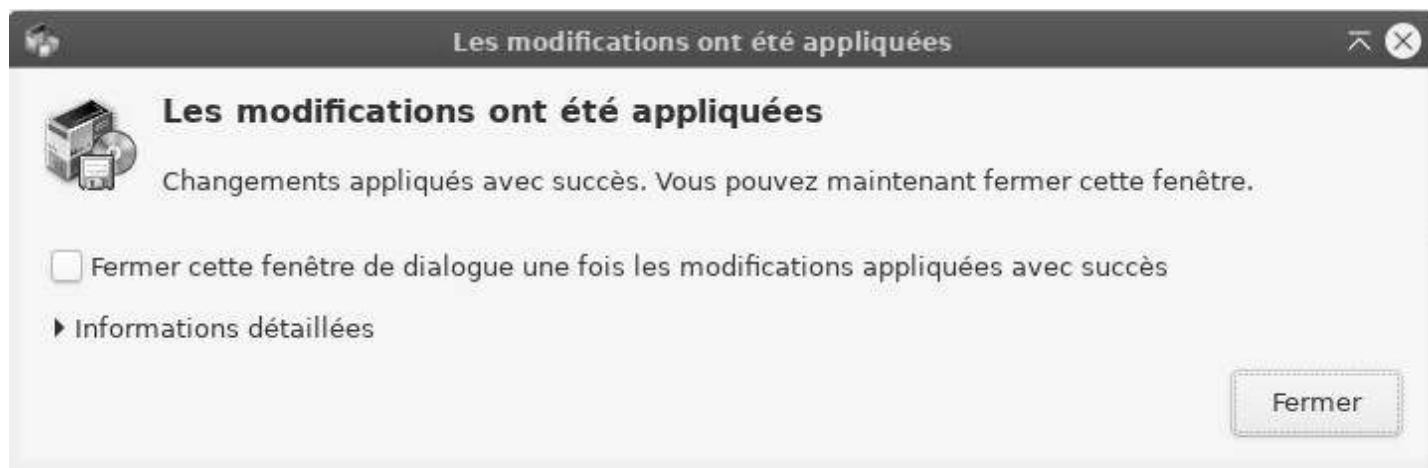 Les modifications ont été appliquées
Les modifications ont été appliquées
Changements appliqués avec succès. Vous pouvez maintenant fermer cette fenêtre.
Fermer cette fenêtre de dialogue une fois les modifications appliquées avec succès
Informations détaillées
Fermer